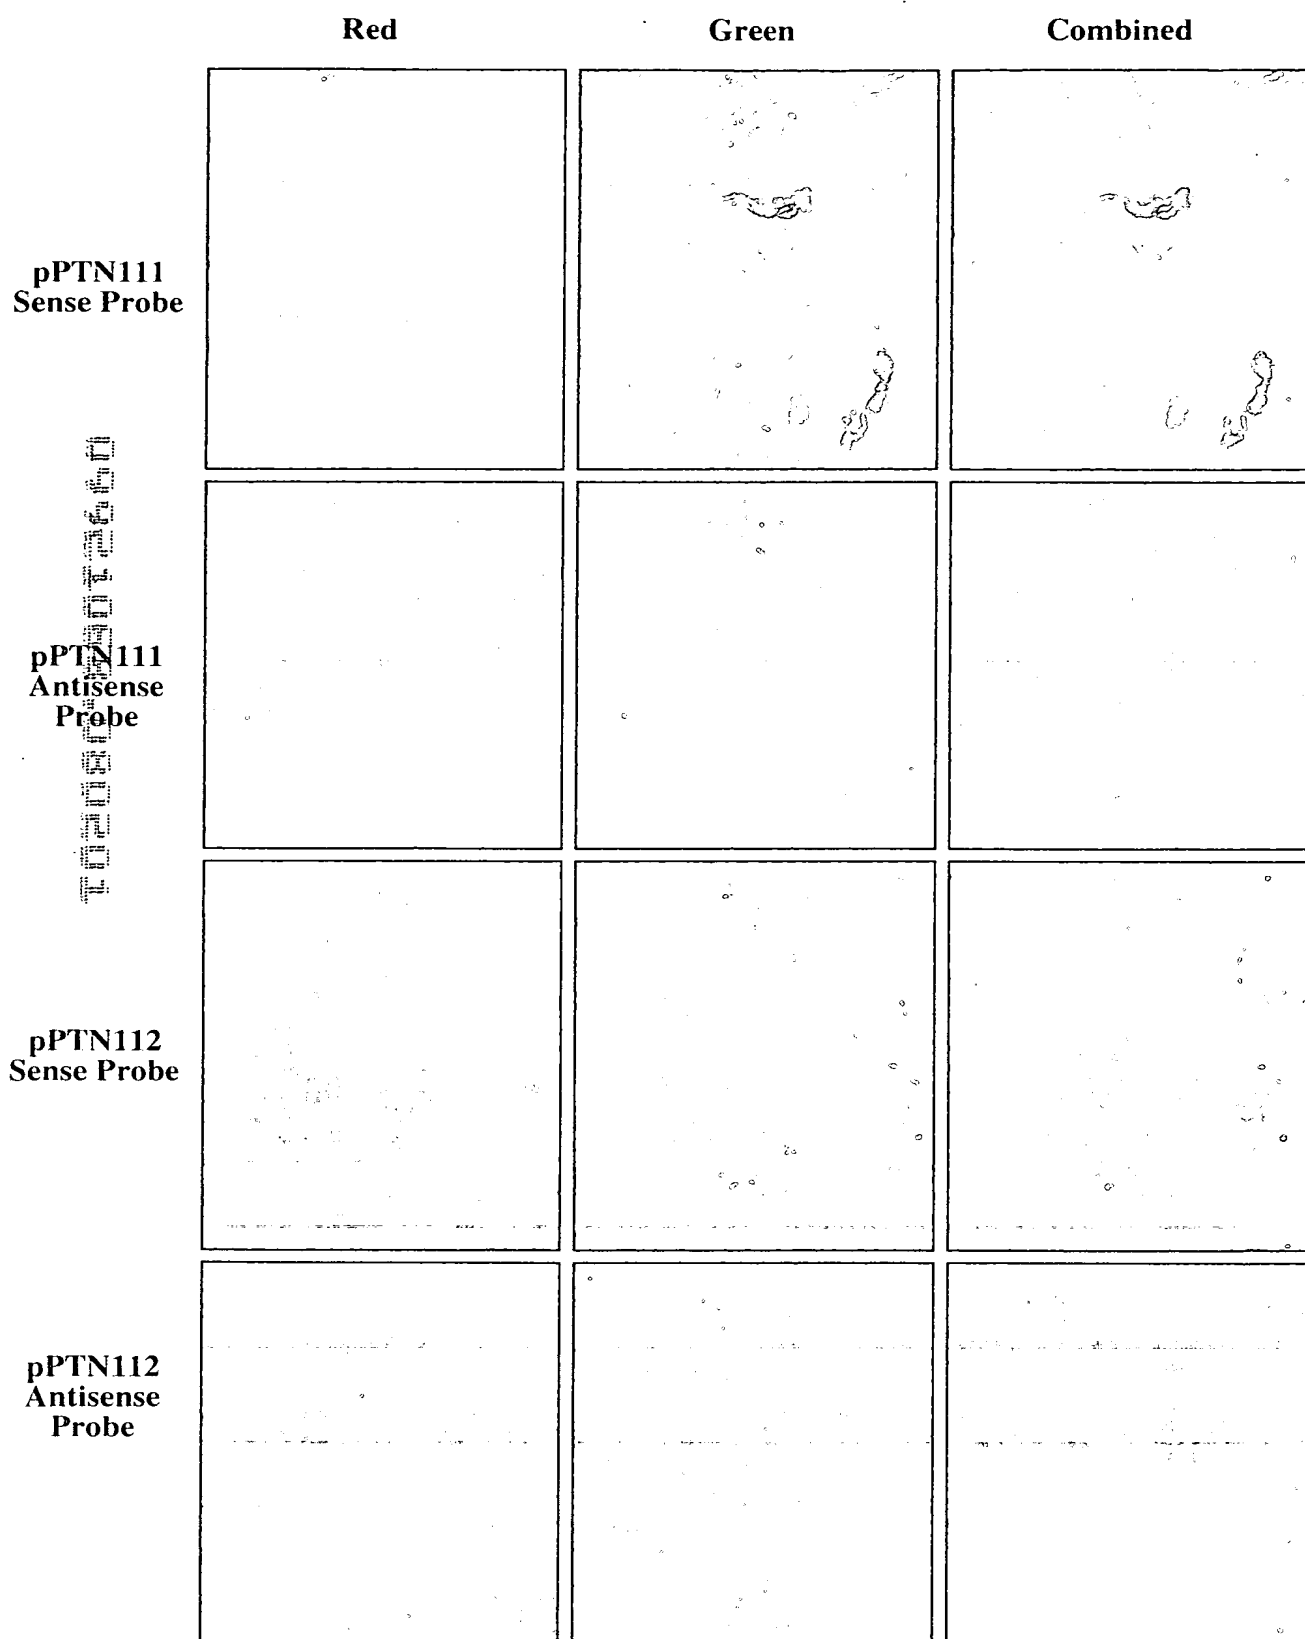 Red Green Combined
pPTN111
Sense Probe
pPTN111
Antisense
Probe
pPTN112
Sense Probe
pPTN112
Antisense
Probe